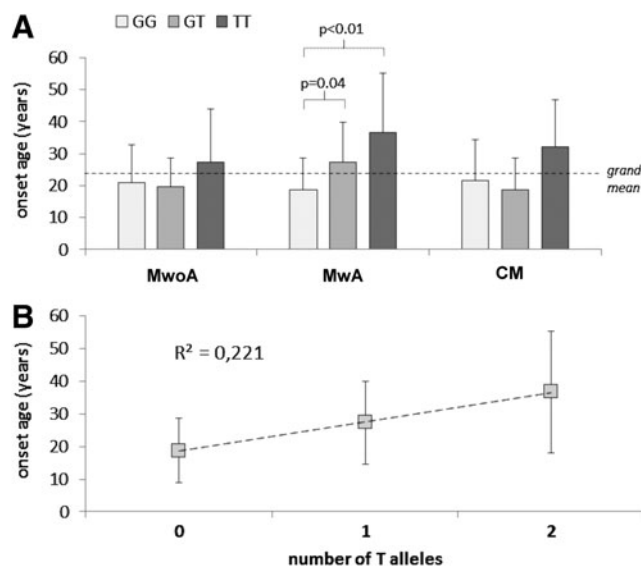 A
GG GT TT
p<0.01
p=0.04
60
50
40
30
20
10
0
onset age (years)
grand
mean
MwoA MwA CM
B
R² = 0,221
60
50
40
30
20
10
0
onset age (years)
0 1 2
number of T alleles